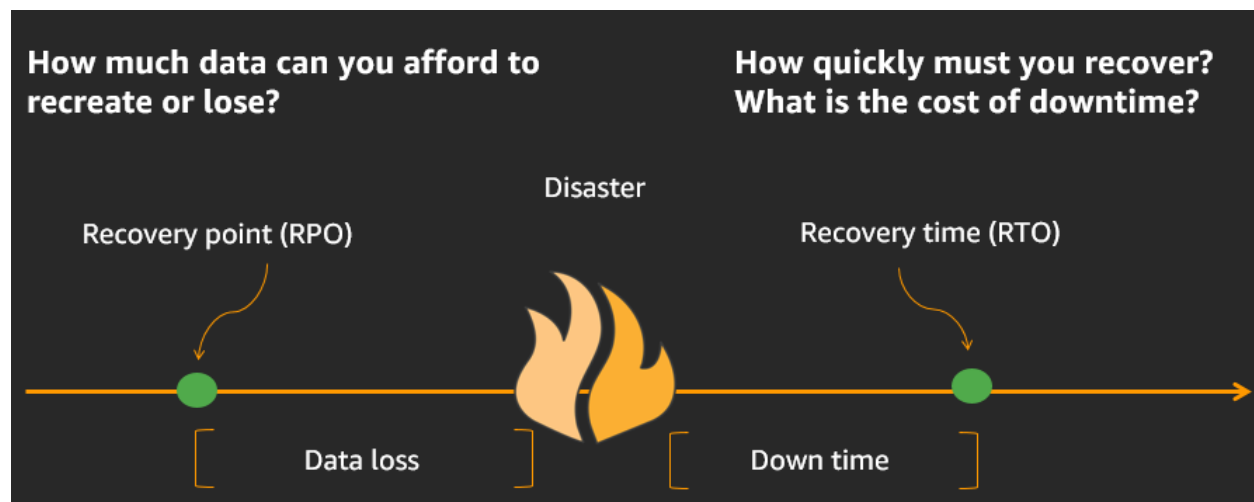 How much data can you afford to
recreate or lose?
How quickly must you recover?
What is the cost of downtime?
Disaster
Recovery point (RPO)
Recovery time (RTO)
Data loss
Down time